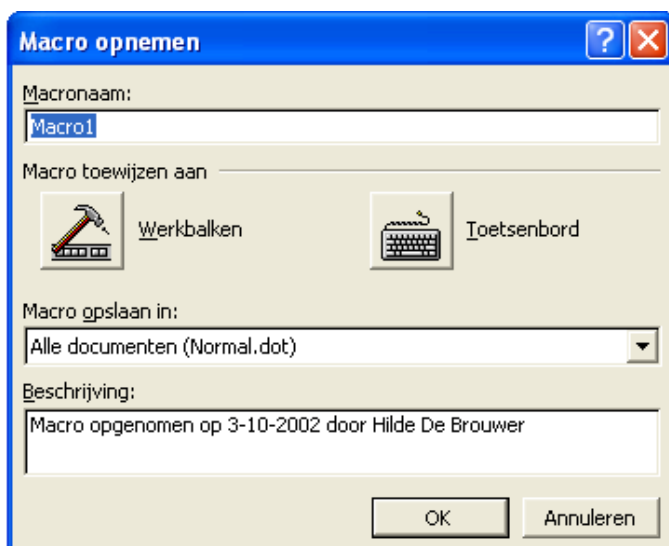 Macro opnemen
Macronaam:
Macro1
Macro toewijzen aan
Werkbalken
Toetsenbord
Macro opslaan in:
Alle documenten (Normal.dot)
Beschrijving:
Macro opgenomen op 3-10-2002 door Hilde De Brouwer
OK
Annuleren